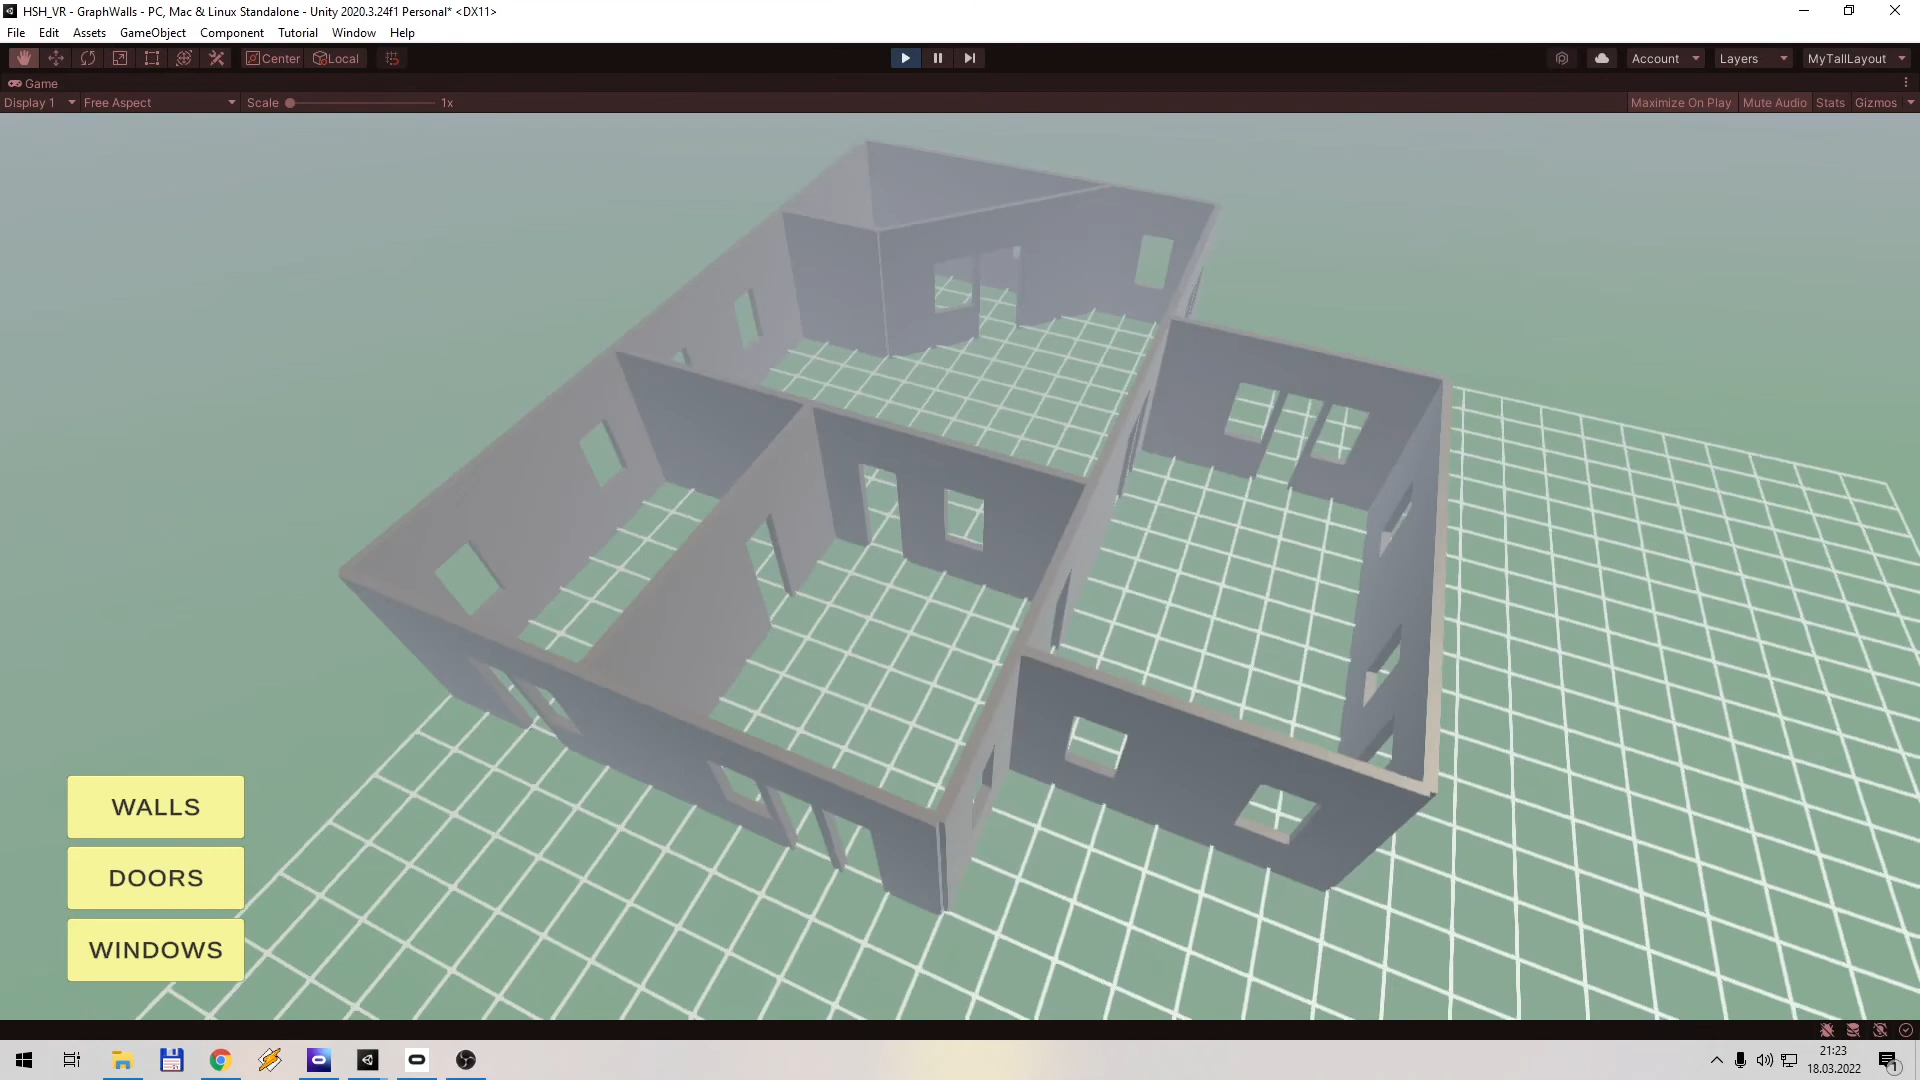 HSH_VR - GraphWalls - PC, Mac & Linux Standalone - Unity 2020.3.24f1 Personal* <DX11>
File Edit Assets GameObject Component Tutorial Window Help
Center Local Account Layers MyTallLayout
Game
Display 1 Free Aspect Scale 1x Maximize On Play Mute Audio Stats Gizmos
WALLS
DOORS
WINDOWS
21:23
18.03.2022
1